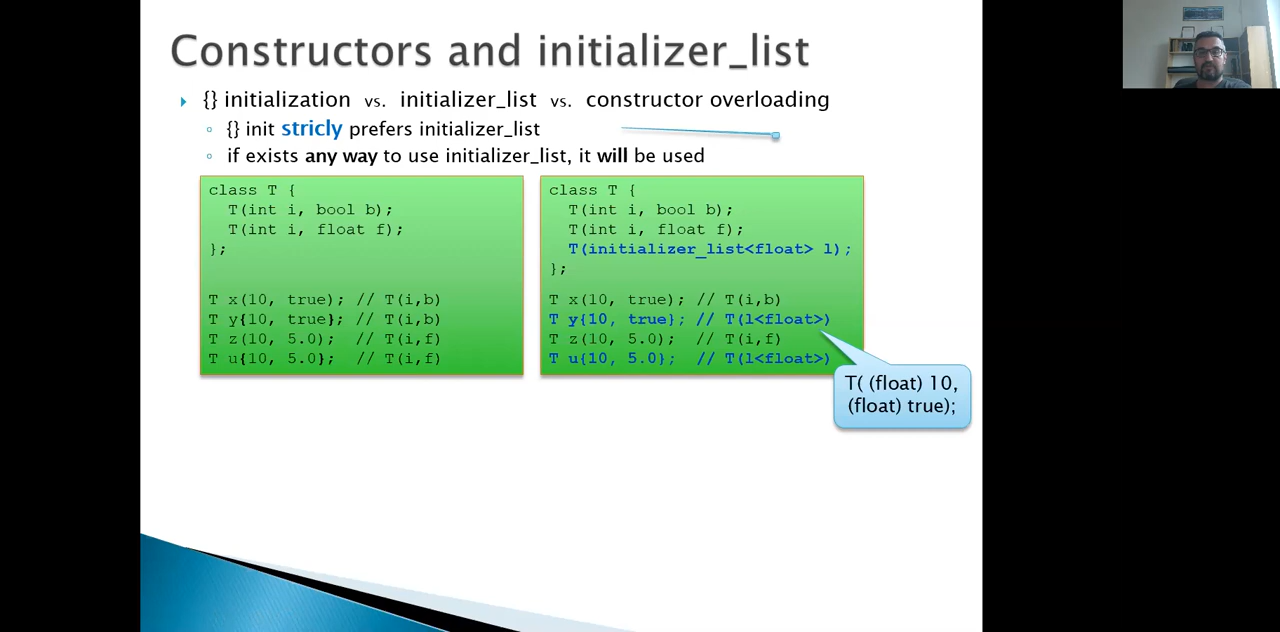 Constructors and initializer_list
{} initialization vs. initializer_list vs. constructor overloading
{} init stricly prefers initializer_list
if exists any way to use initializer_list, it will be used
class T {
T(int i, bool b);
T(int i, float f);
};
T x(10, true); // T(i,b)
T y{10, true}; // T(i,b)
T z(10, 5.0); // T(i,f)
T u{10, 5.0}; // T(i,f)
class T {
T(int i, bool b);
T(int i, float f);
T(initializer_list<float> l);
};
T x(10, true); // T(i,b)
T y{10, true}; // T(l<float>)
T z(10, 5.0); // T(i,f)
T u{10, 5.0}; // T(l<float>)
T( (float) 10,
(float) true);